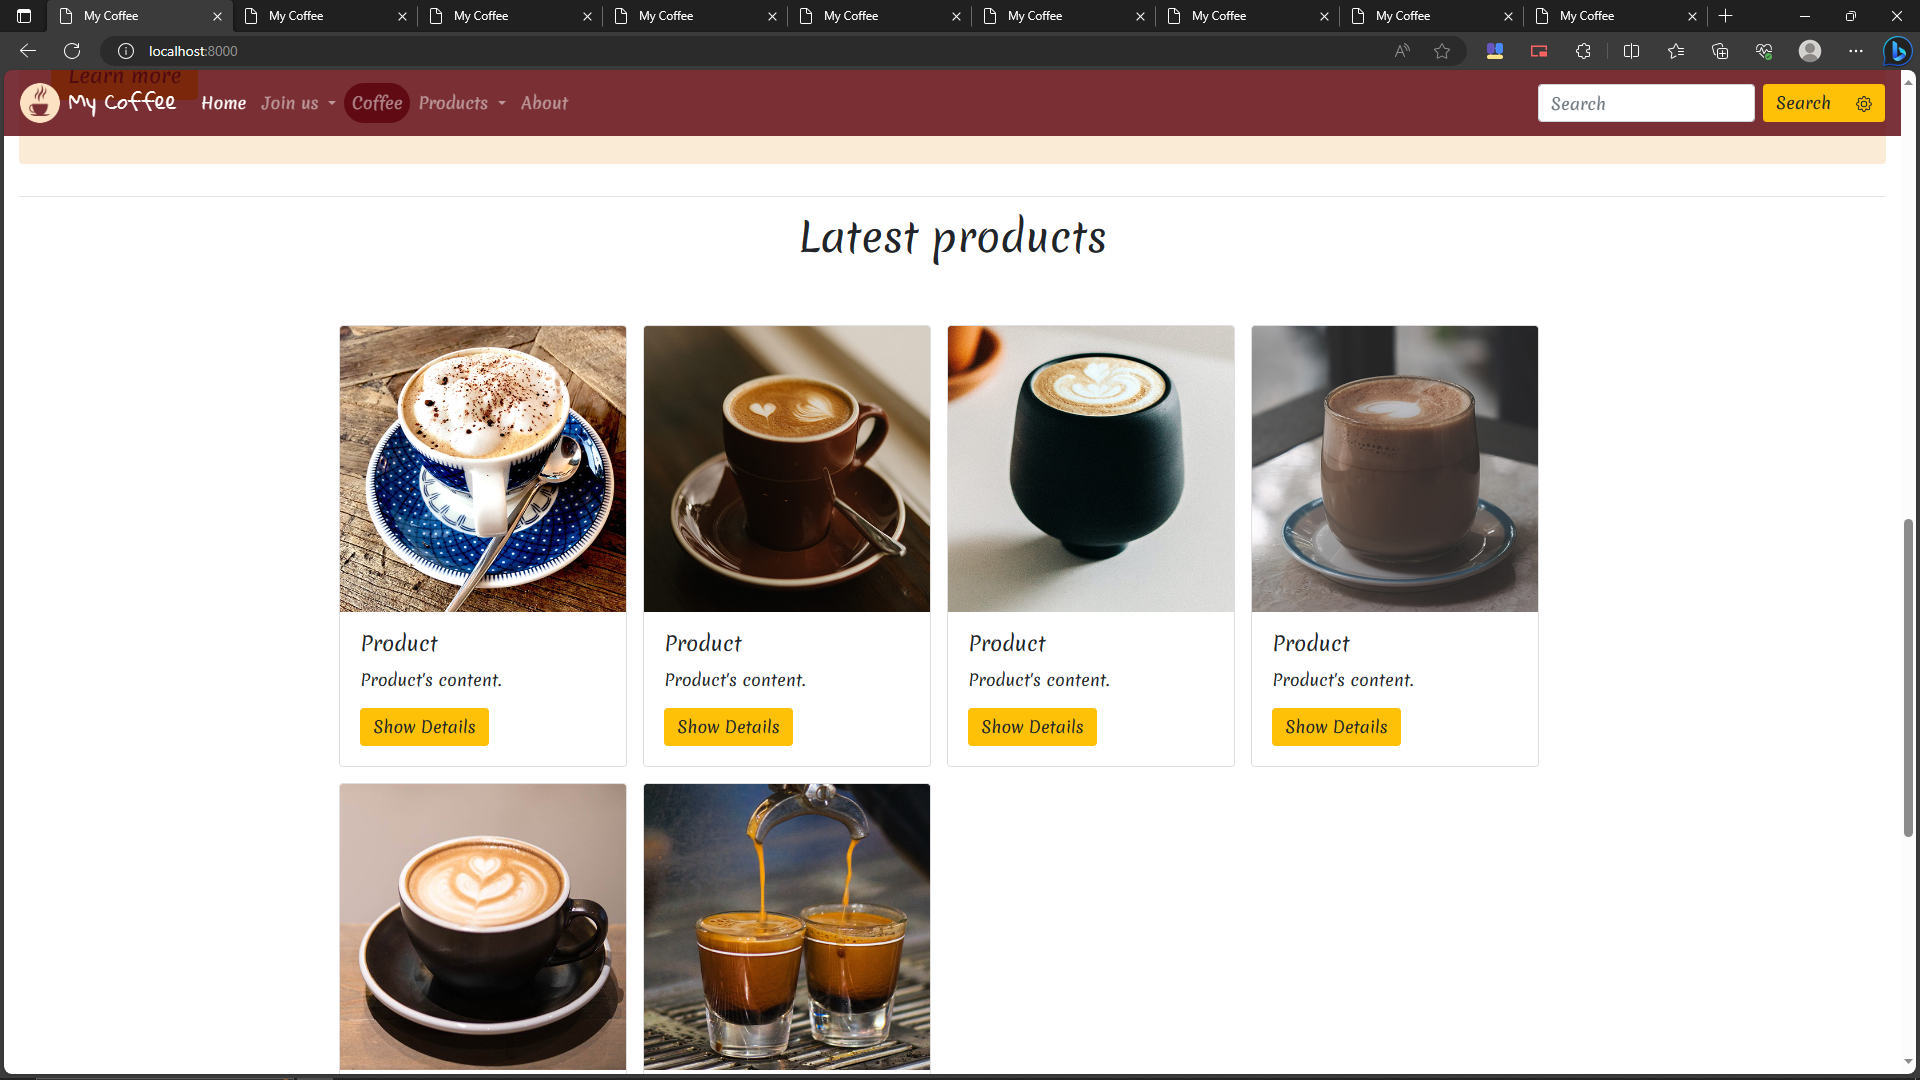 My Coffee My Coffee My Coffee My Coffee My Coffee My Coffee My Coffee My Coffee My Coffee
localhost:8000
Learn more
My Coffee Home Join us Coffee Products About Search Search
Latest products
Product Product Product Product
Product's content. Product's content. Product's content. Product's content.
Show Details Show Details Show Details Show Details